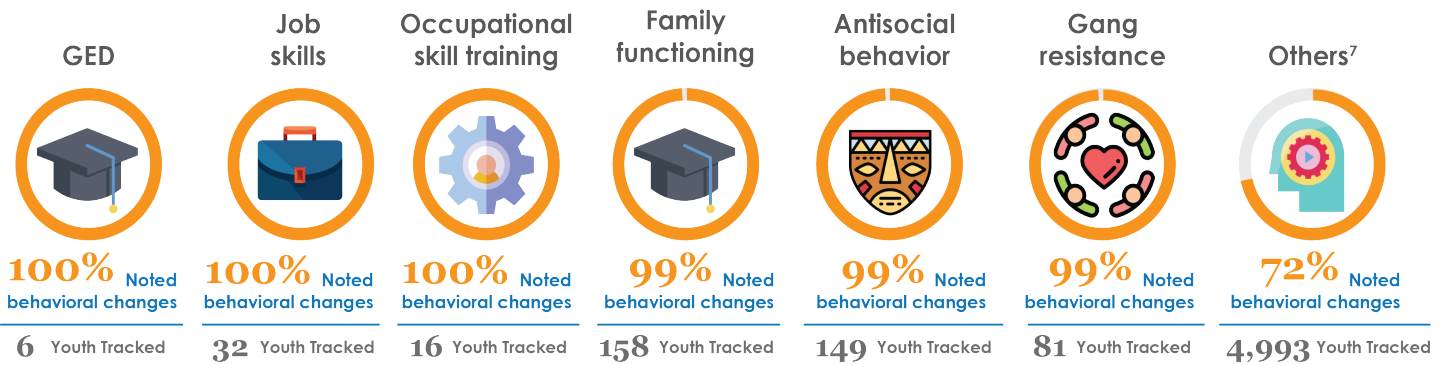 GED
100% Noted
behavioral changes
6 Youth Tracked
Job
skills
100% Noted
behavioral changes
32 Youth Tracked
Occupational
skill training
100% Noted
behavioral changes
16 Youth Tracked
Family
functioning
99% Noted
behavioral changes
158 Youth Tracked
Antisocial
behavior
99% Noted
behavioral changes
149 Youth Tracked
Gang
resistance
99% Noted
behavioral changes
81 Youth Tracked
Others⁷
72% Noted
behavioral changes
4,993 Youth Tracked